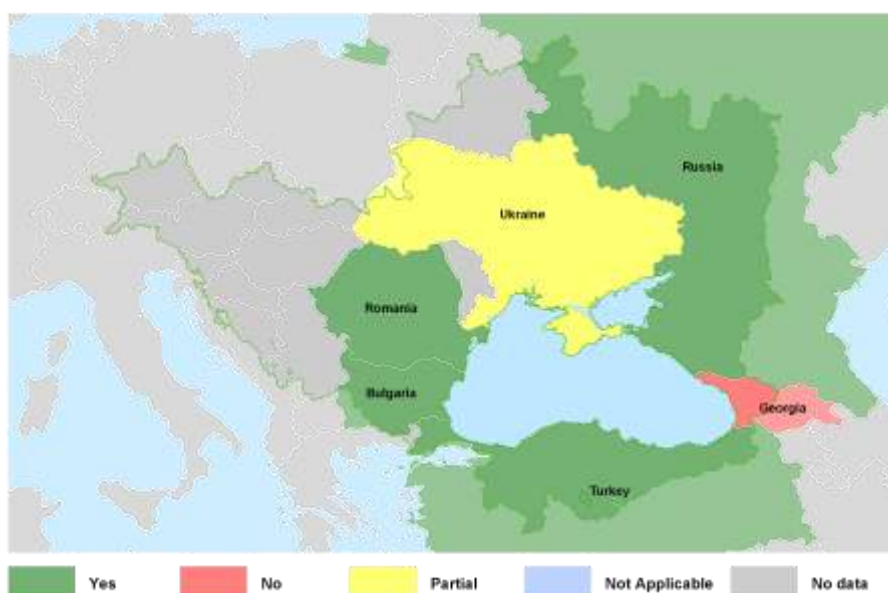 Russia
Ukraine
Romania
Bulgaria
Georgia
Turkey
Yes
No
Partial
Not Applicable
No data